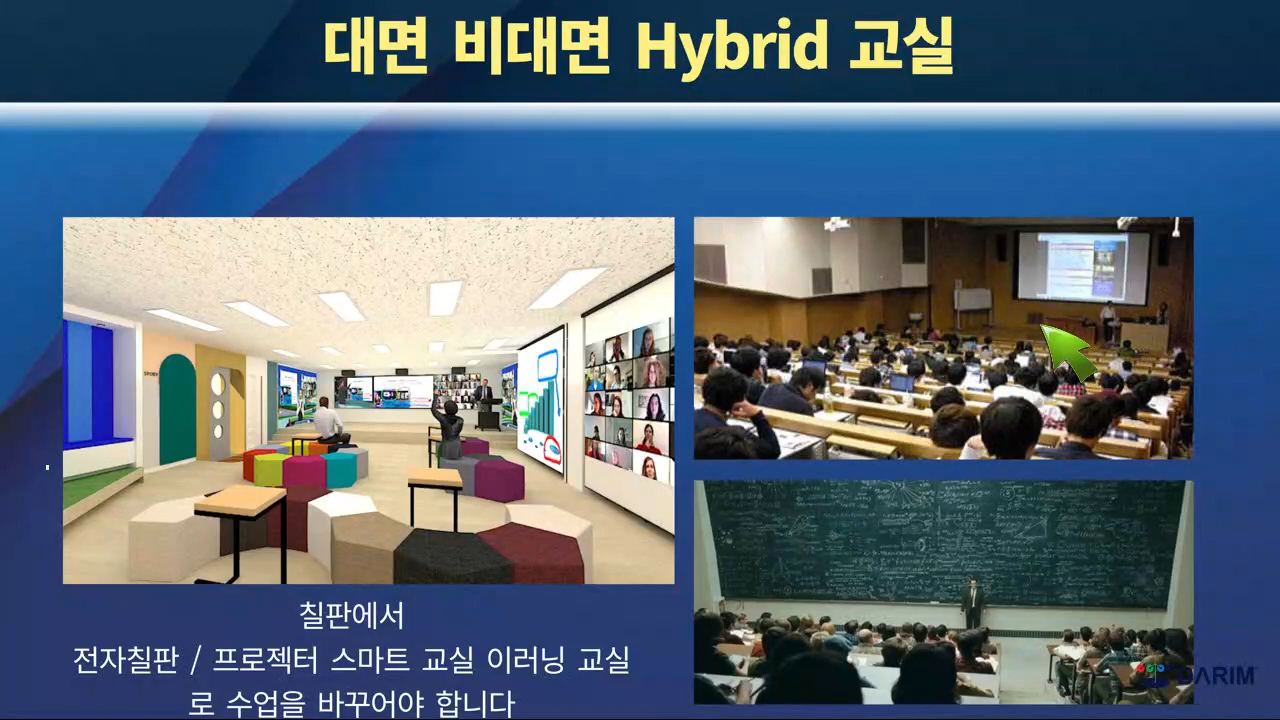 대면 비대면 Hybrid 교실
칠판에서
전자칠판 / 프로젝터 스마트 교실 이러닝 교실
로 수업을 바꾸어야 합니다
DARIM